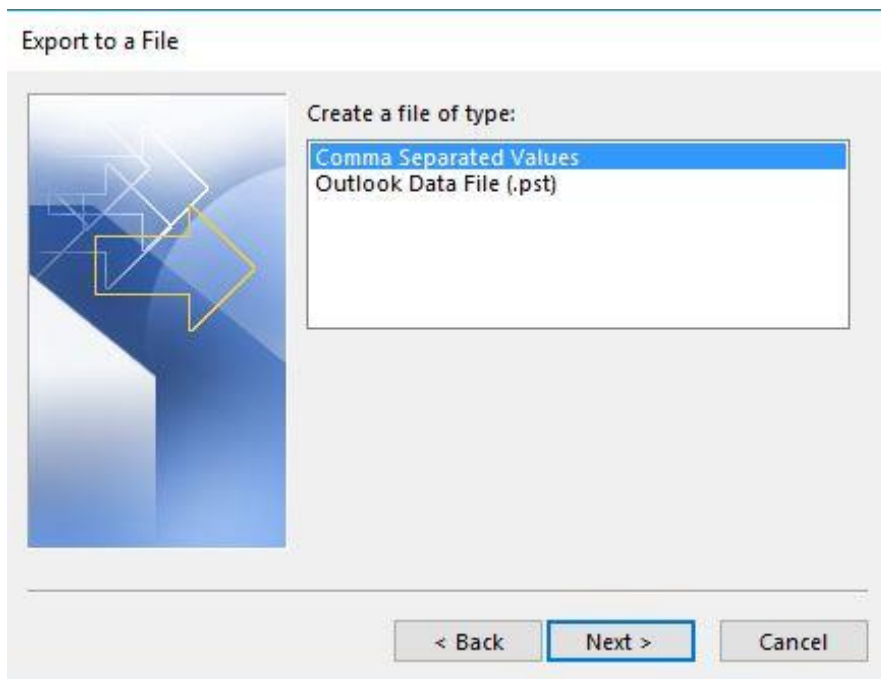 Export to a File
Create a file of type:
Comma Separated Values
Outlook Data File (.pst)
< Back
Next >
Cancel